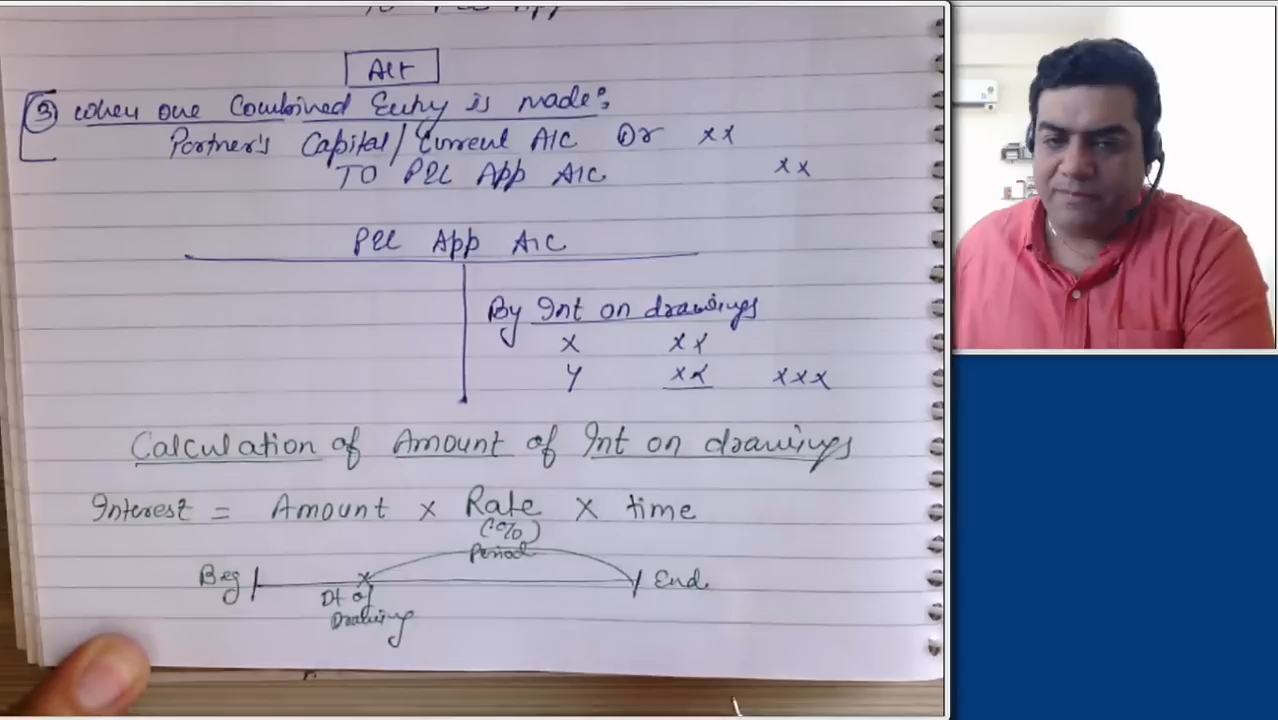 Alt
③ When one Combined Entry is made:
Partner's Capital/Current A/C Dr xx
TO P&L App A/C xx
P&L App A/C
By Int on drawings
X xx
Y xx xxx
Calculation of Amount of Int on drawings
Interest = Amount × Rate × time
(%)
Period
Beg End
Dt of
Drawing